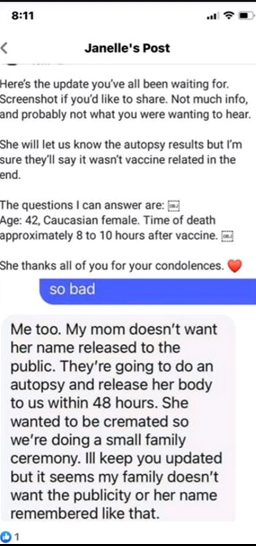 8:11
Janelle's Post
Here's the update you've all been waiting for.
Screenshot if you'd like to share. Not much info,
and probably not what you were wanting to hear.
She will let us know the autopsy results but I'm
sure they'll say it wasn't vaccine related in the
end.
The questions I can answer are:
Age: 42, Caucasian female. Time of death
approximately 8 to 10 hours after vaccine.
She thanks all of you for your condolences. ❤️
so bad
Me too. My mom doesn't want
her name released to the
public. They're going to do an
autopsy and release her body
to us within 48 hours. She
wanted to be cremated so
we're doing a small family
ceremony. Ill keep you updated
but it seems my family doesn't
want the publicity or her name
remembered like that.
1